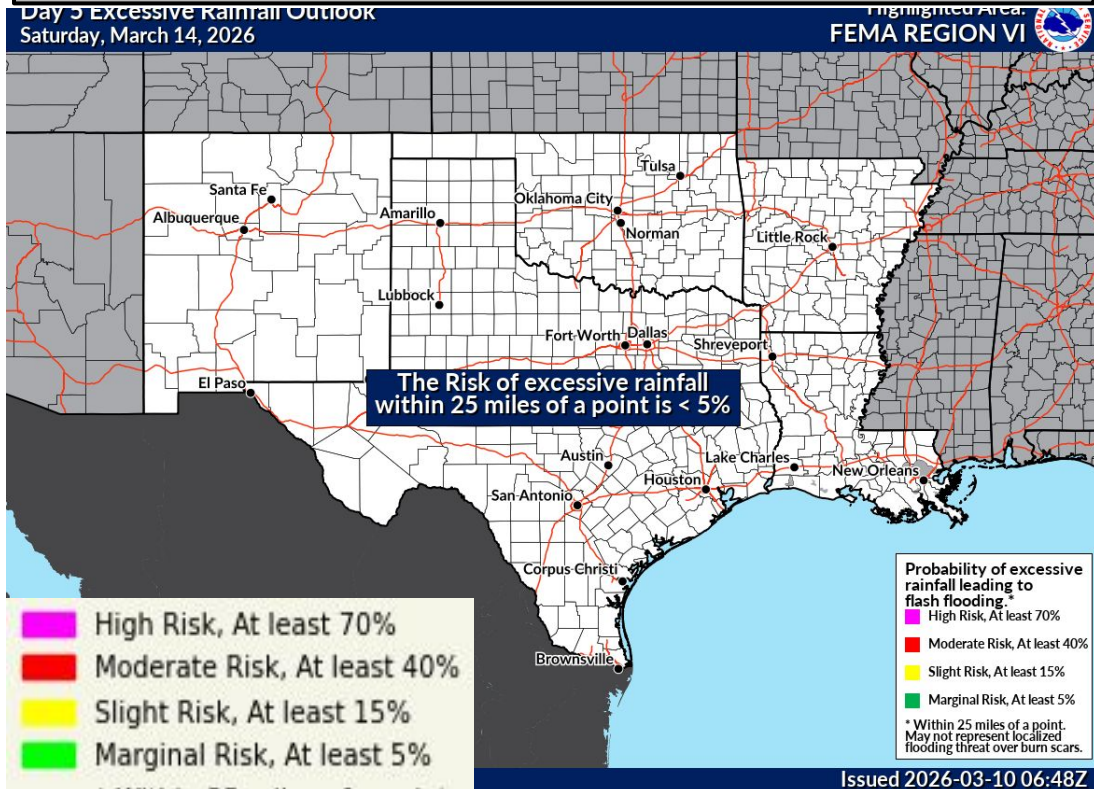 Day 5 Excessive Rainfall Outlook
Saturday, March 14, 2026
Highlighted Area:
FEMA REGION VI
Tulsa
Santa Fe
Oklahoma City
Albuquerque
Amarillo
Norman
Little Rock
Lubbock
Fort Worth
Dallas
Shreveport
El Paso
The Risk of excessive rainfall
within 25 miles of a point is < 5%
Austin
Lake Charles
Houston
New Orleans
San Antonio
Corpus Christi
Brownsville
Probability of excessive
rainfall leading to
flash flooding.*
High Risk, At least 70%
Moderate Risk, At least 40%
Slight Risk, At least 15%
Marginal Risk, At least 5%
* Within 25 miles of a point.
May not represent localized
flooding threat over burn scars.
High Risk, At least 70%
Moderate Risk, At least 40%
Slight Risk, At least 15%
Marginal Risk, At least 5%
Issued 2026-03-10 06:48Z